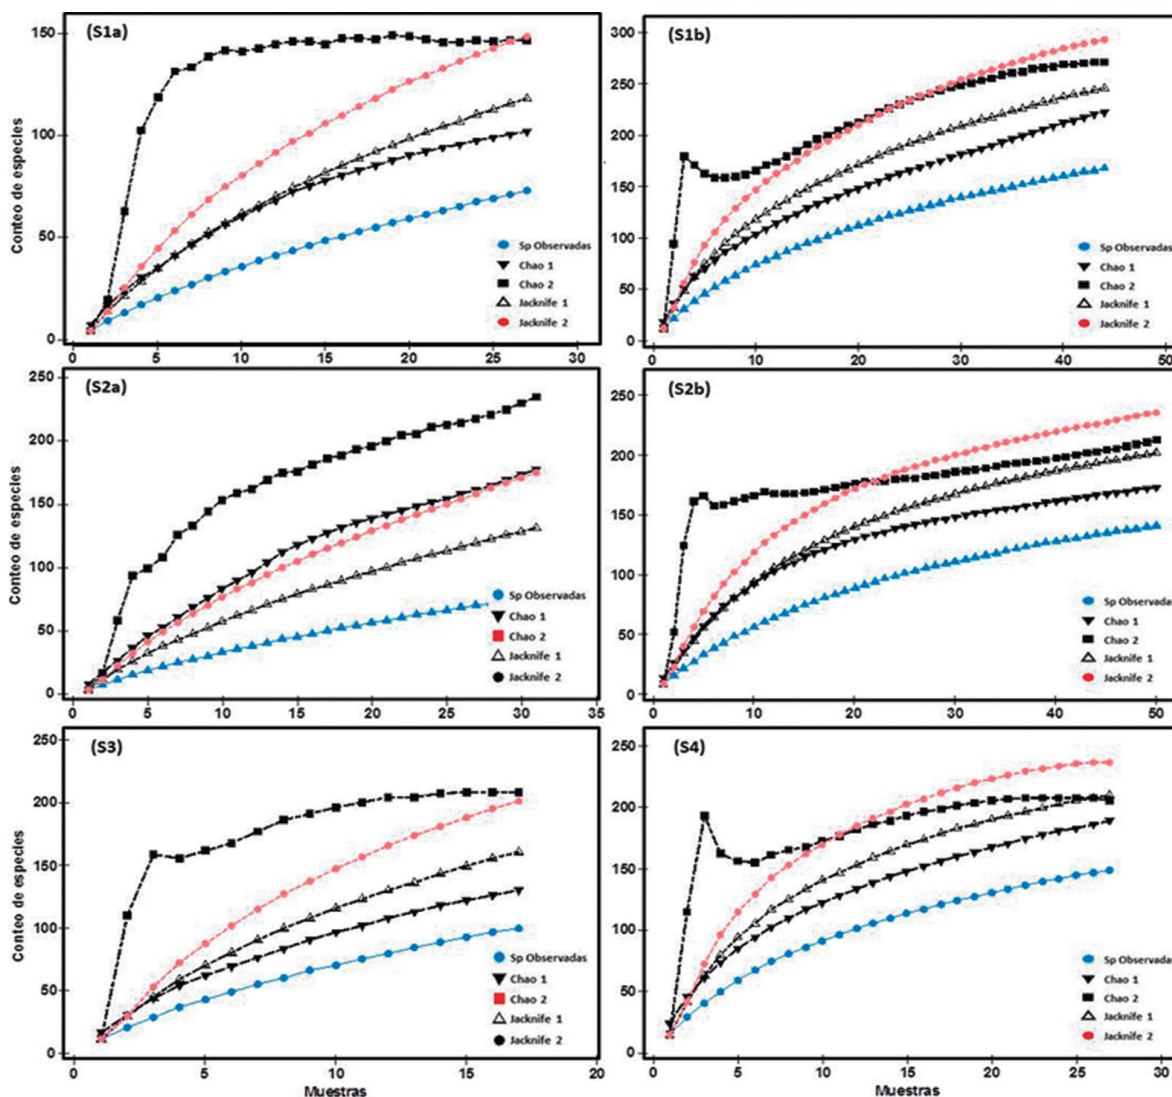 (S1a)
Conteo de especies
150
100
50
0
5 10 15 20 25 30
Sp Observadas
Chao 1
Chao 2
Jacknife 1
Jacknife 2
(S1b)
300
250
200
150
100
50
0
0 10 20 30 40 50
Sp Observadas
Chao 1
Chao 2
Jacknife 1
Jacknife 2
(S2a)
Conteo de especies
250
200
150
100
50
0
0 5 10 15 20 25 30 35
Sp Observadas
Chao 1
Chao 2
Jacknife 1
Jacknife 2
(S2b)
250
200
150
100
50
0
0 10 20 30 40 50
Sp Observadas
Chao 1
Chao 2
Jacknife 1
Jacknife 2
(S3)
Conteo de especies
250
200
150
100
50
0
0 5 10 15 20
Muestras
Sp Observadas
Chao 1
Chao 2
Jacknife 1
Jacknife 2
(S4)
250
200
150
100
50
0
0 5 10 15 20 25 30
Muestras
Sp Observadas
Chao 1
Chao 2
Jacknife 1
Jacknife 2